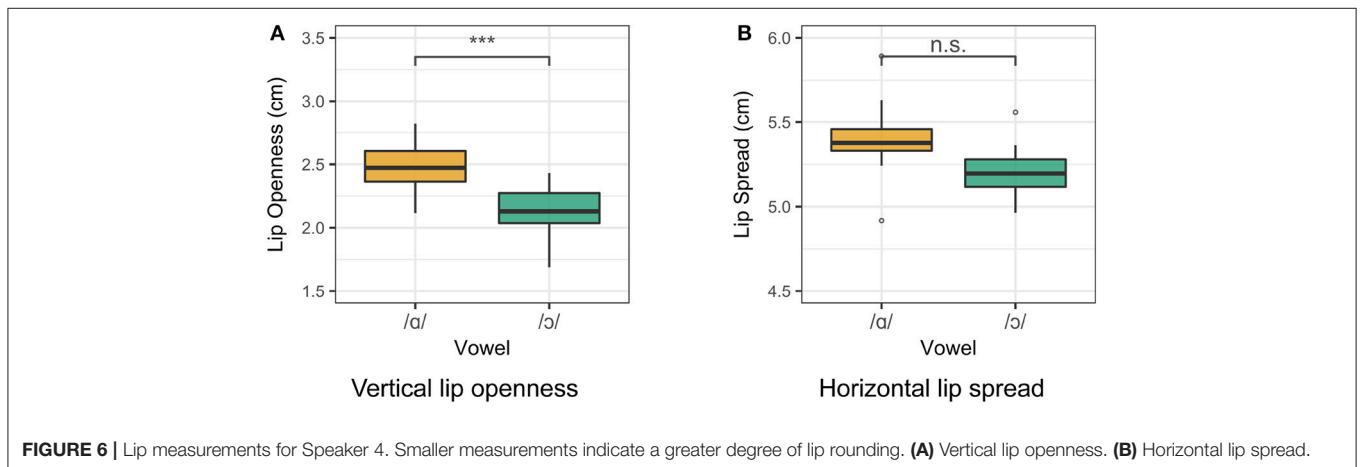 A
***
3.5
3.0
2.5
2.0
1.5
Lip Openness (cm)
/ɑ/ /ɔ/
Vowel
Vertical lip openness
B
n.s.
6.0
5.5
5.0
4.5
Lip Spread (cm)
/ɑ/ /ɔ/
Vowel
Horizontal lip spread
FIGURE 6 | Lip measurements for Speaker 4. Smaller measurements indicate a greater degree of lip rounding. (A) Vertical lip openness. (B) Horizontal lip spread.